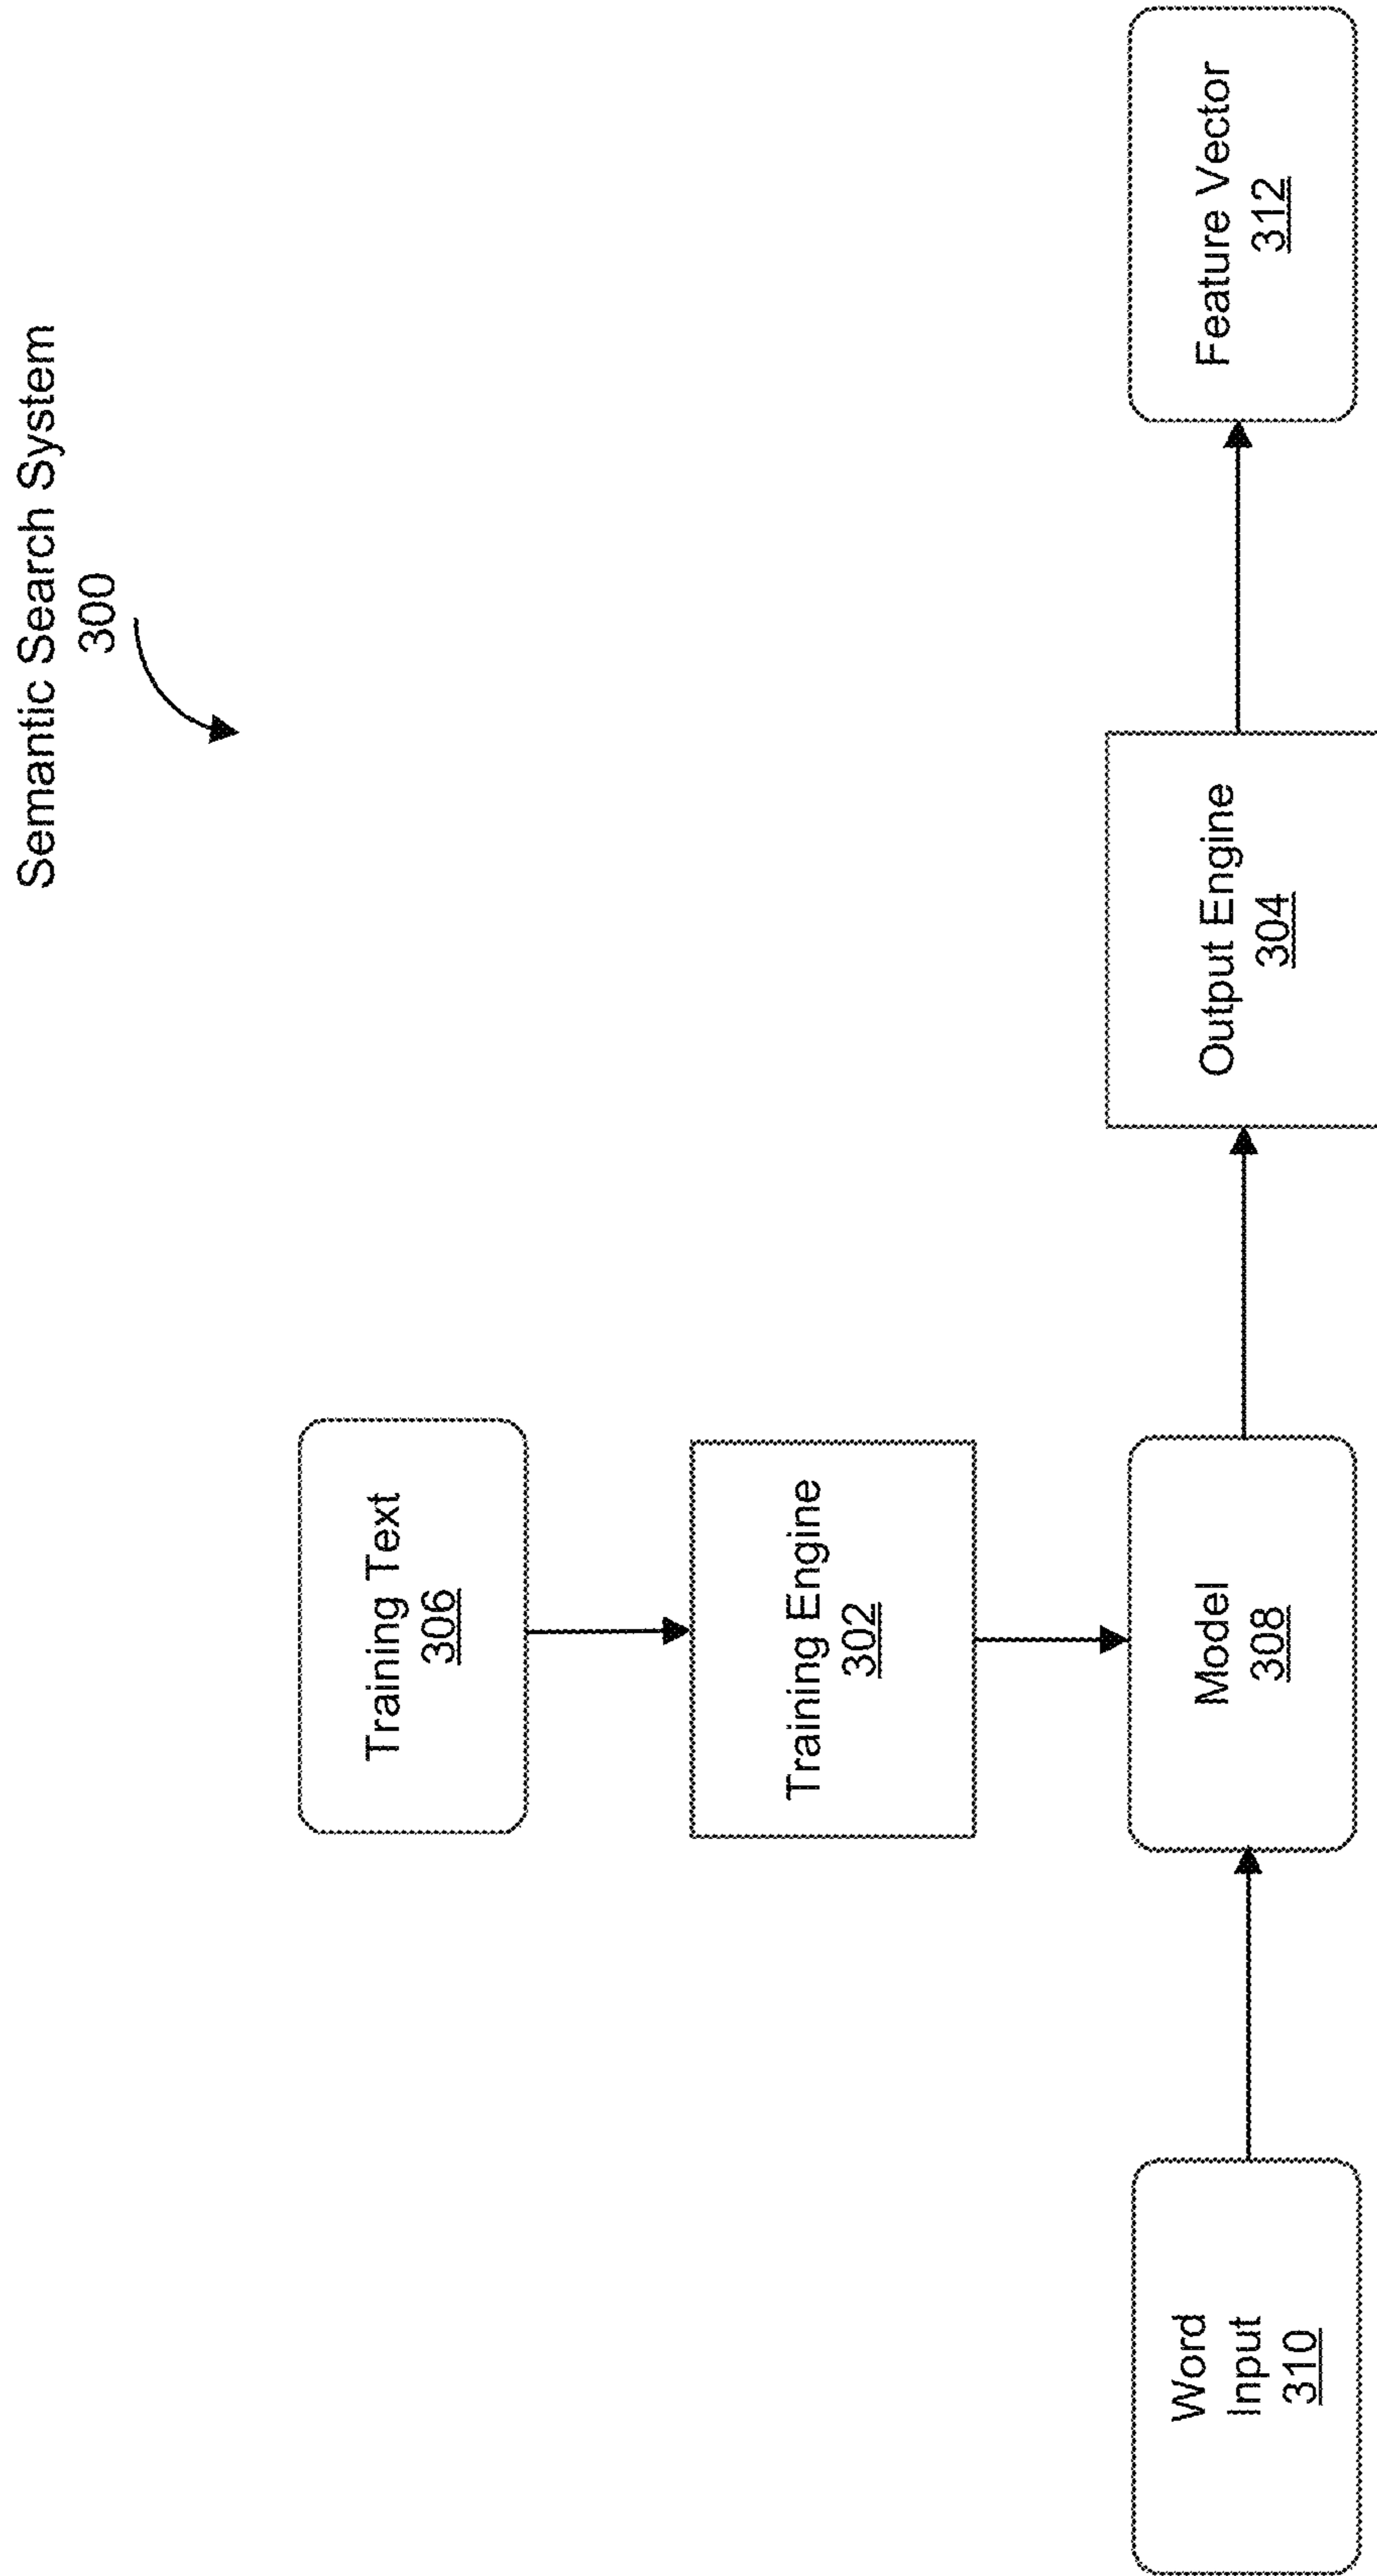 Semantic Search System
300
Training Text
306
Training Engine
302
Word
Input
310
Model
308
Output Engine
304
Feature Vector
312